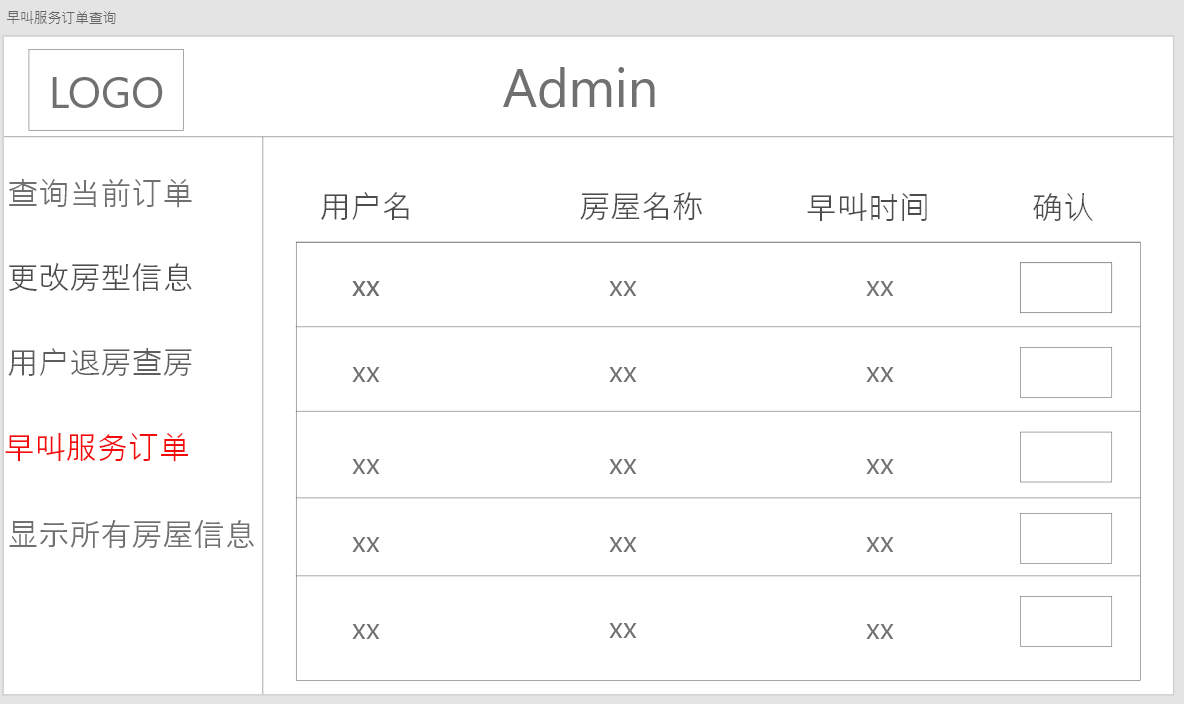 早叫服务订单查询
LOGO
Admin
查询当前订单
更改房型信息
用户退房查房
早叫服务订单
显示所有房屋信息
用户名 房屋名称 早叫时间 确认
xx xx xx
xx xx xx
xx xx xx
xx xx xx
xx xx xx